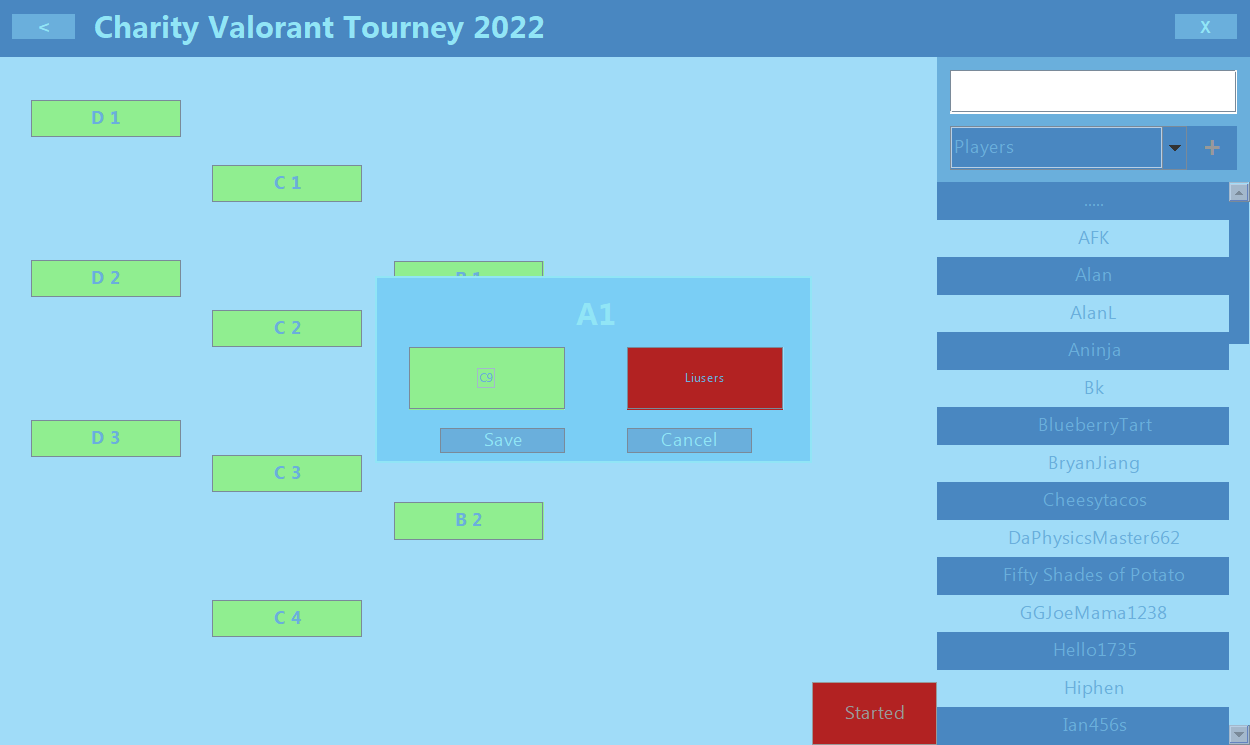 <
Charity Valorant Tourney 2022
X
D 1
C 1
D 2
B 1
C 2
A1
C9
Liusers
Save
Cancel
D 3
C 3
B 2
C 4
Started
Players
+
.....
AFK
Alan
AlanL
Aninja
Bk
BlueberryTart
BryanJiang
Cheesytacos
DaPhysicsMaster662
Fifty Shades of Potato
GGJoeMama1238
Hello1735
Hiphen
Ian456s